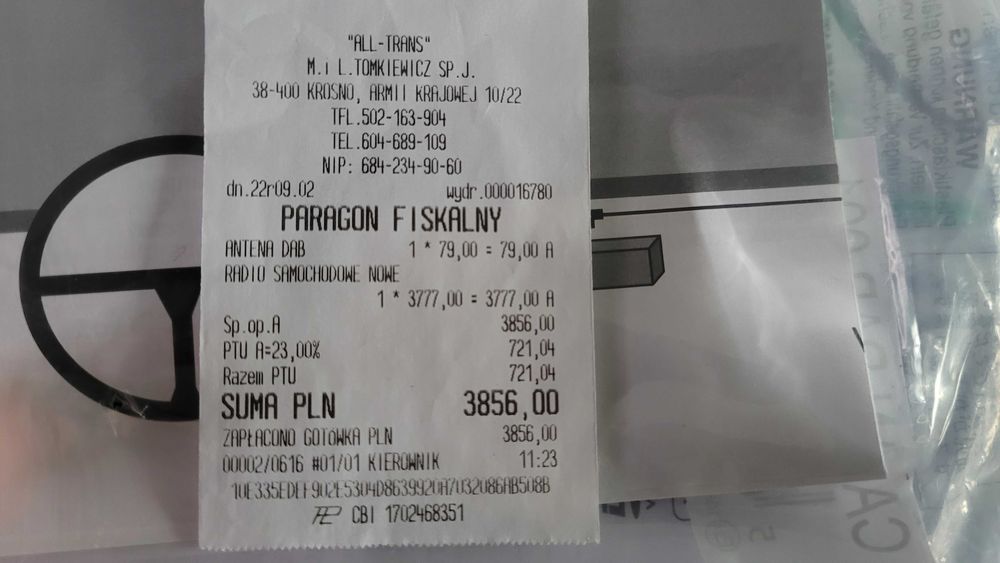 "ALL-TRANS"
M.i L.TOMKIEWICZ SP.J.
38-400 KROSNO, ARMII KRAJOWEJ 10/22
TFL.502-163-904
TEL.604-689-109
NIP: 684-234-90-60
dn.22r09.02 wydr.000016780
PARAGON FISKALNY
ANTENA DAB 1 * 79,00 = 79,00 A
RADIO SAMOCHODOWE NOWE
1 * 3777,00 = 3777,00 A
Sp.op.A 3856,00
PTU A=23,00% 721,04
Razem PTU 721,04
SUMA PLN 3856,00
ZAPŁACONO GOTÓWKA PLN 3856,00
00002/0616 #01/01 KIEROWNIK 11:23
CBI 1702468351
WARNUNG